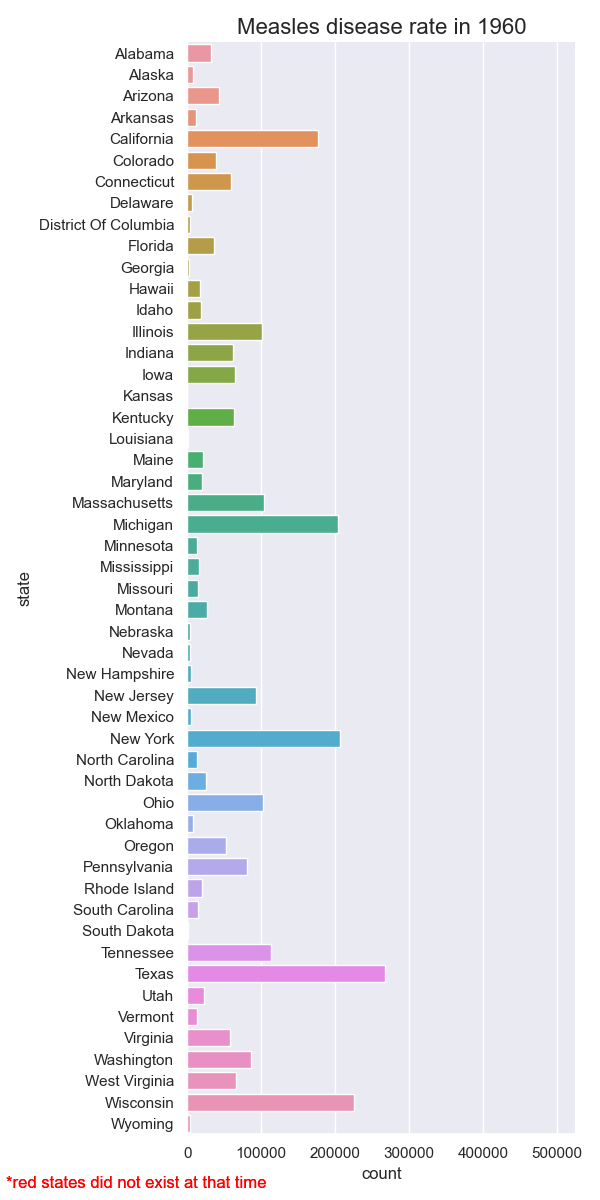 Measles disease rate in 1960
Alabama
Alaska
Arizona
Arkansas
California
Colorado
Connecticut
Delaware
District Of Columbia
Florida
Georgia
Hawaii
Idaho
Illinois
Indiana
Iowa
Kansas
Kentucky
Louisiana
Maine
Maryland
Massachusetts
Michigan
Minnesota
Mississippi
Missouri
Montana
Nebraska
Nevada
New Hampshire
New Jersey
New Mexico
New York
North Carolina
North Dakota
Ohio
Oklahoma
Oregon
Pennsylvania
Rhode Island
South Carolina
South Dakota
Tennessee
Texas
Utah
Vermont
Virginia
Washington
West Virginia
Wisconsin
Wyoming
state
0 100000 200000 300000 400000 500000
count
*red states did not exist at that time